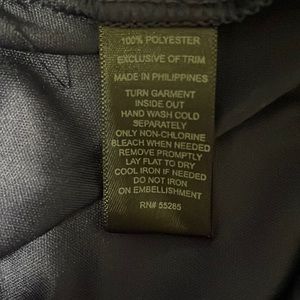 100% POLYESTER
EXCLUSIVE OF TRIM
MADE IN PHILIPPINES
TURN GARMENT
INSIDE OUT
HAND WASH COLD
SEPARATELY
ONLY NON-CHLORINE
BLEACH WHEN NEEDED
REMOVE PROMPTLY
LAY FLAT TO DRY
COOL IRON IF NEEDED
DO NOT IRON
ON EMBELLISHMENT
RN# 55285